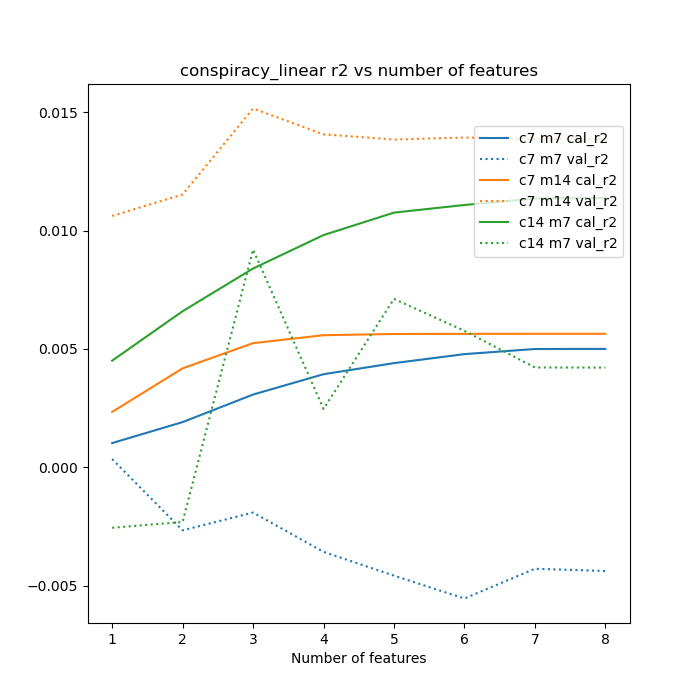 conspiracy_linear r2 vs number of features
0.015
0.010
0.005
0.000
−0.005
c7 m7 cal_r2
c7 m7 val_r2
c7 m14 cal_r2
c7 m14 val_r2
c14 m7 cal_r2
c14 m7 val_r2
1 2 3 4 5 6 7 8
Number of features